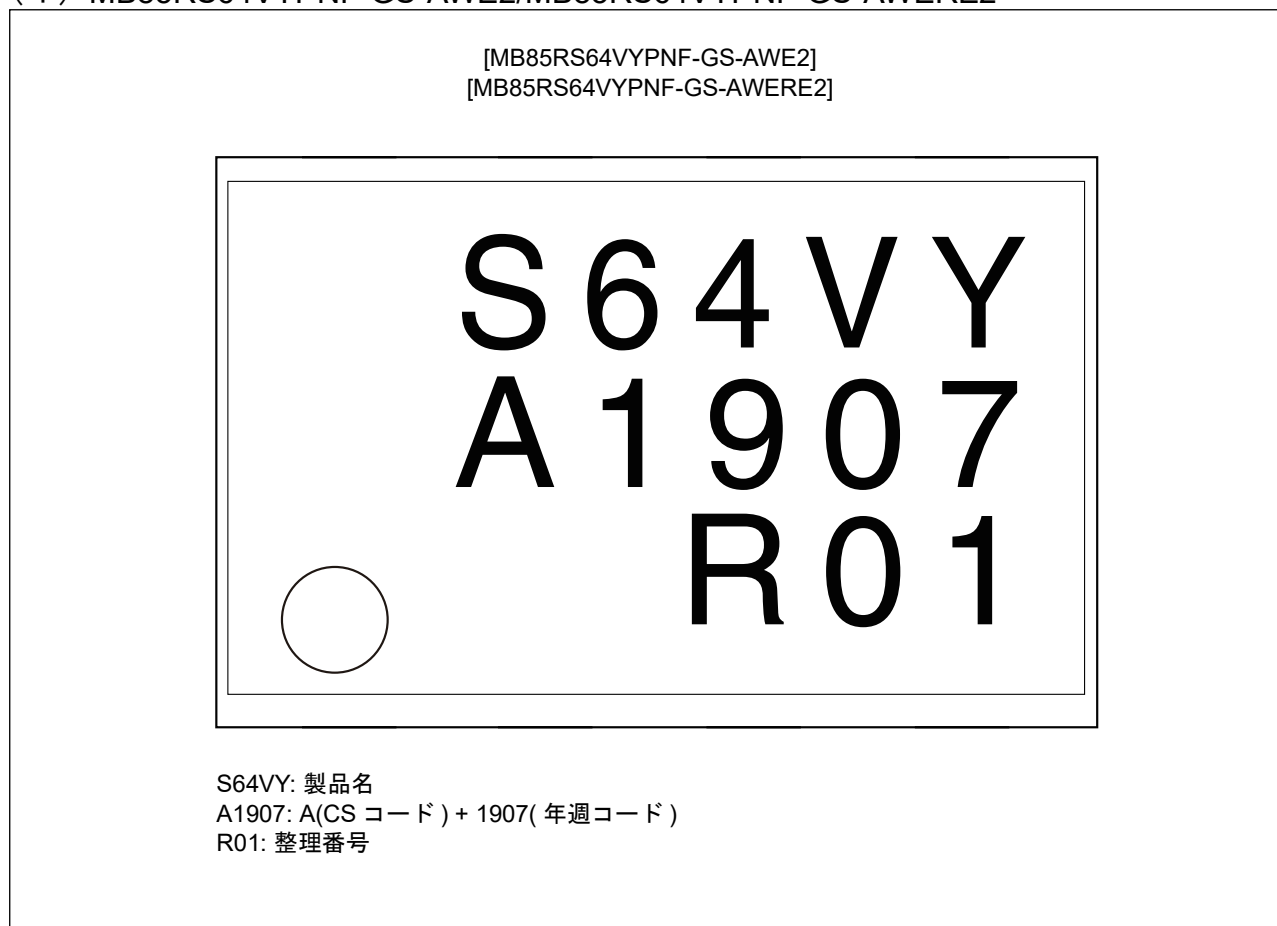 [MB85RS64VYPNF-GS-AWE2]
[MB85RS64VYPNF-GS-AWERE2]
S64VY
A1907
R01
S64VY: 製品名
A1907: A(CS コード ) + 1907( 年週コード )
R01: 整理番号